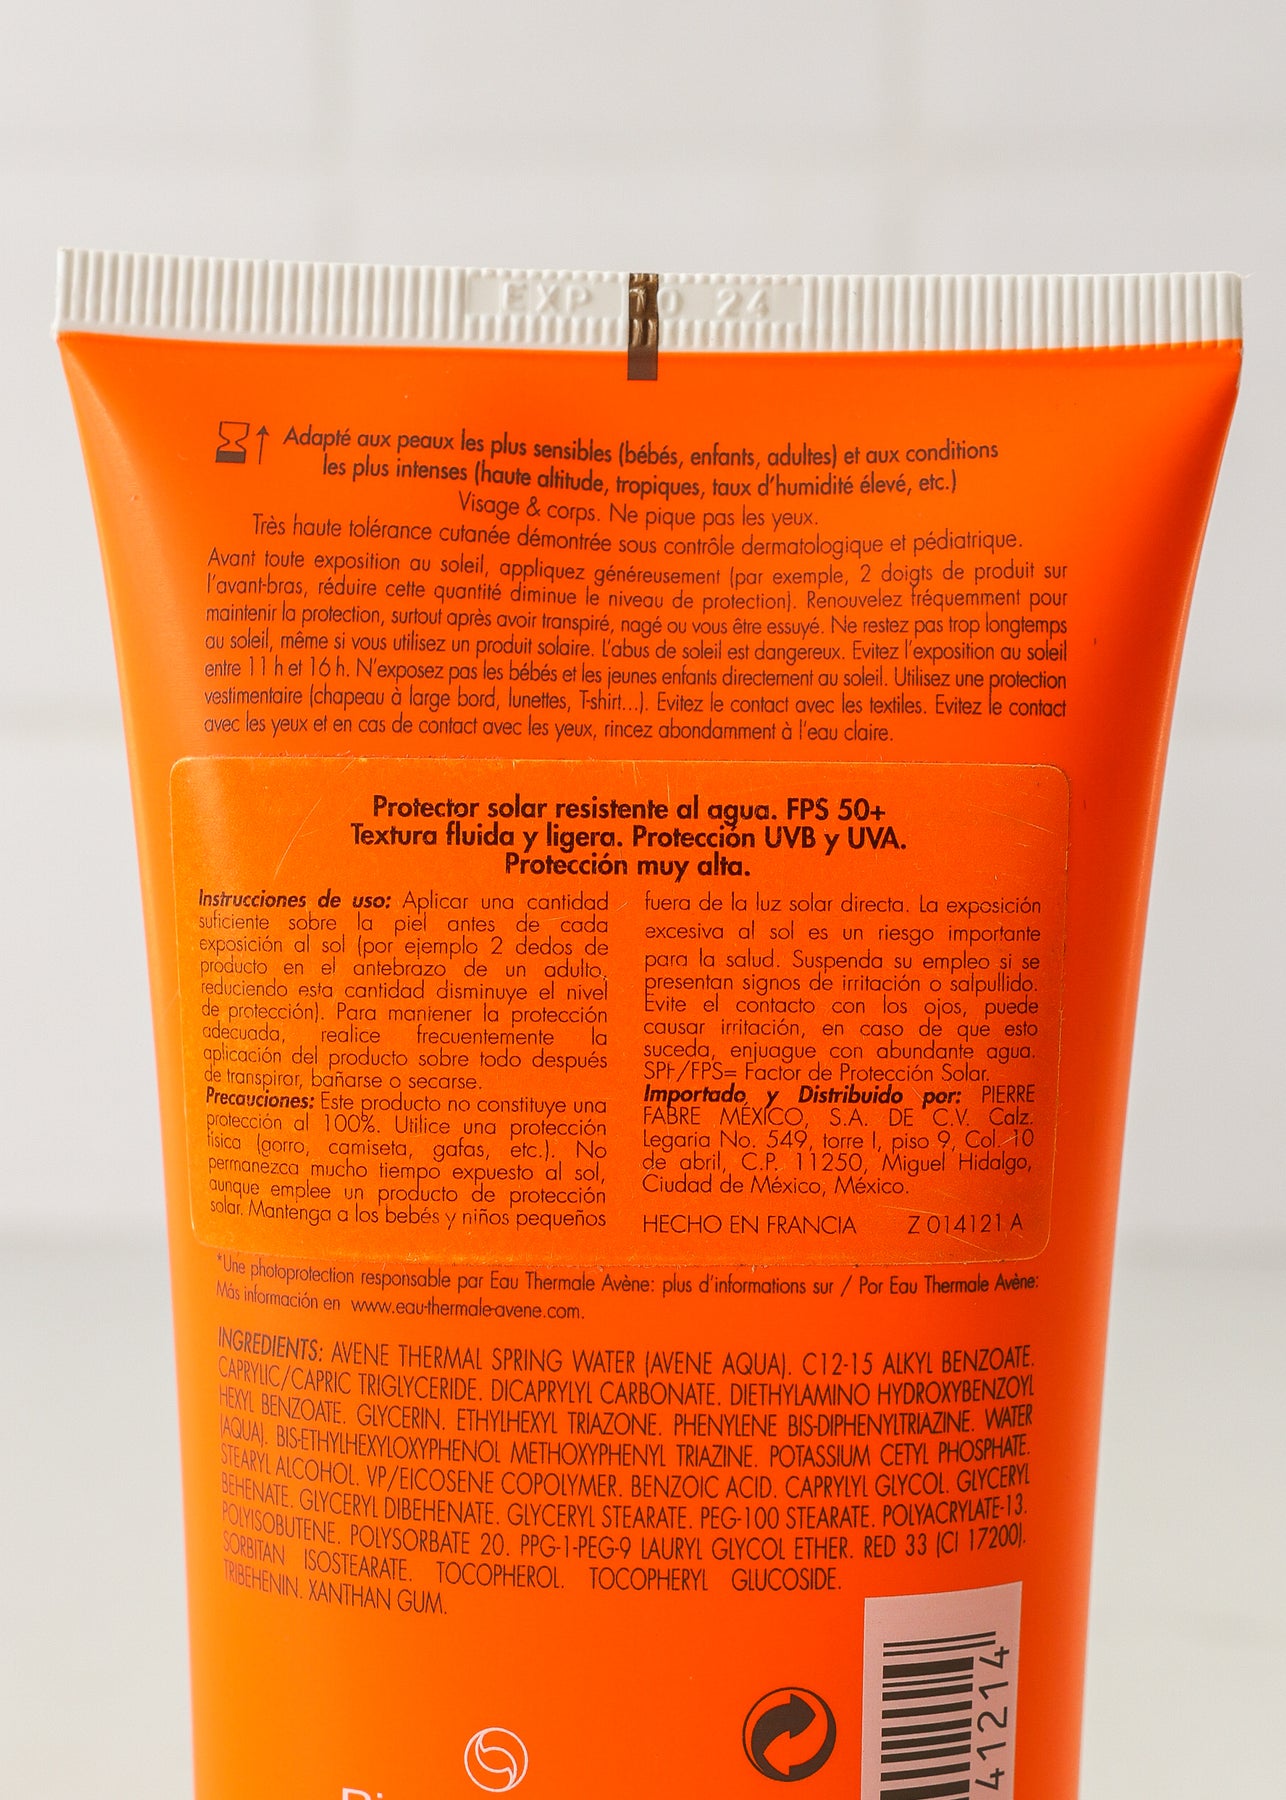 EXP 10 24
Adapté aux peaux les plus sensibles (bébés, enfants, adultes) et aux conditions
les plus intenses (haute altitude, tropiques, taux d'humidité élevé, etc.)
Visage & corps. Ne pique pas les yeux.
Très haute tolérance cutanée démontrée sous contrôle dermatologique et pédiatrique.
Avant toute exposition au soleil, appliquez généreusement (par exemple, 2 doigts de produit sur
l'avant-bras, réduire cette quantité diminue le niveau de protection). Renouvelez fréquemment pour
maintenir la protection, surtout après avoir transpiré, nagé ou vous être essuyé. Ne restez pas trop longtemps
au soleil, même si vous utilisez un produit solaire. L'abus de soleil est dangereux. Evitez l'exposition au soleil
entre 11 h et 16 h. N'exposez pas les bébés et les jeunes enfants directement au soleil. Utilisez une protection
vestimentaire (chapeau à large bord, lunettes, T-shirt...). Evitez le contact avec les textiles. Evitez le contact
avec les yeux et en cas de contact avec les yeux, rincez abondamment à l'eau claire.
Protector solar resistente al agua. FPS 50+
Textura fluida y ligera. Protección UVB y UVA.
Protección muy alta.
Instrucciones de uso: Aplicar una cantidad
suficiente sobre la piel antes de cada
exposición al sol (por ejemplo 2 dedos de
producto en el antebrazo de un adulto,
reduciendo esta cantidad disminuye el nivel
de protección). Para mantener la protección
adecuada, realice frecuentemente la
aplicación del producto sobre todo después
de transpirar, bañarse o secarse.
Precauciones: Este producto no constituye una
protección al 100%. Utilice una protección
física (gorro, camiseta, gafas, etc.). No
permanezca mucho tiempo expuesto al sol,
aunque emplee un producto de protección
solar. Mantenga a los bebés y niños pequeños
fuera de la luz solar directa. La exposición
excesiva al sol es un riesgo importante
para la salud. Suspenda su empleo si se
presentan signos de irritación o salpullido.
Evite el contacto con los ojos, puede
causar irritación, en caso de que esto
suceda, enjuague con abundante agua.
SPF/FPS= Factor de Protección Solar.
Importado y Distribuido por: PIERRE
FABRE MÉXICO, S.A. DE C.V. Calz.
Legaria No. 549, torre I, piso 9, Col. 10
de abril, C.P. 11250, Miguel Hidalgo,
Ciudad de México, México.
HECHO EN FRANCIA Z 014121 A
*Une photoprotection responsable par Eau Thermale Avène: plus d'informations sur / Por Eau Thermale Avène:
Más información en www.eau-thermale-avene.com.
INGREDIENTS: AVENE THERMAL SPRING WATER (AVENE AQUA). C12-15 ALKYL BENZOATE.
CAPRYLIC/CAPRIC TRIGLYCERIDE. DICAPRYLYL CARBONATE. DIETHYLAMINO HYDROXYBENZOYL
HEXYL BENZOATE. GLYCERIN. ETHYLHEXYL TRIAZONE. PHENYLENE BIS-DIPHENYLTRIAZINE. WATER
(AQUA). BIS-ETHYLHEXYLOXYPHENOL METHOXYPHENYL TRIAZINE. POTASSIUM CETYL PHOSPHATE.
STEARYL ALCOHOL. VP/EICOSENE COPOLYMER. BENZOIC ACID. CAPRYLYL GLYCOL. GLYCERYL
BEHENATE. GLYCERYL DIBEHENATE. GLYCERYL STEARATE. PEG-100 STEARATE. POLYACRYLATE-13.
POLYISOBUTENE. POLYSORBATE 20. PPG-1-PEG-9 LAURYL GLYCOL ETHER. RED 33 (CI 17200).
SORBITAN ISOSTEARATE. TOCOPHEROL. TOCOPHERYL GLUCOSIDE.
TRIBEHENIN. XANTHAN GUM.
41214